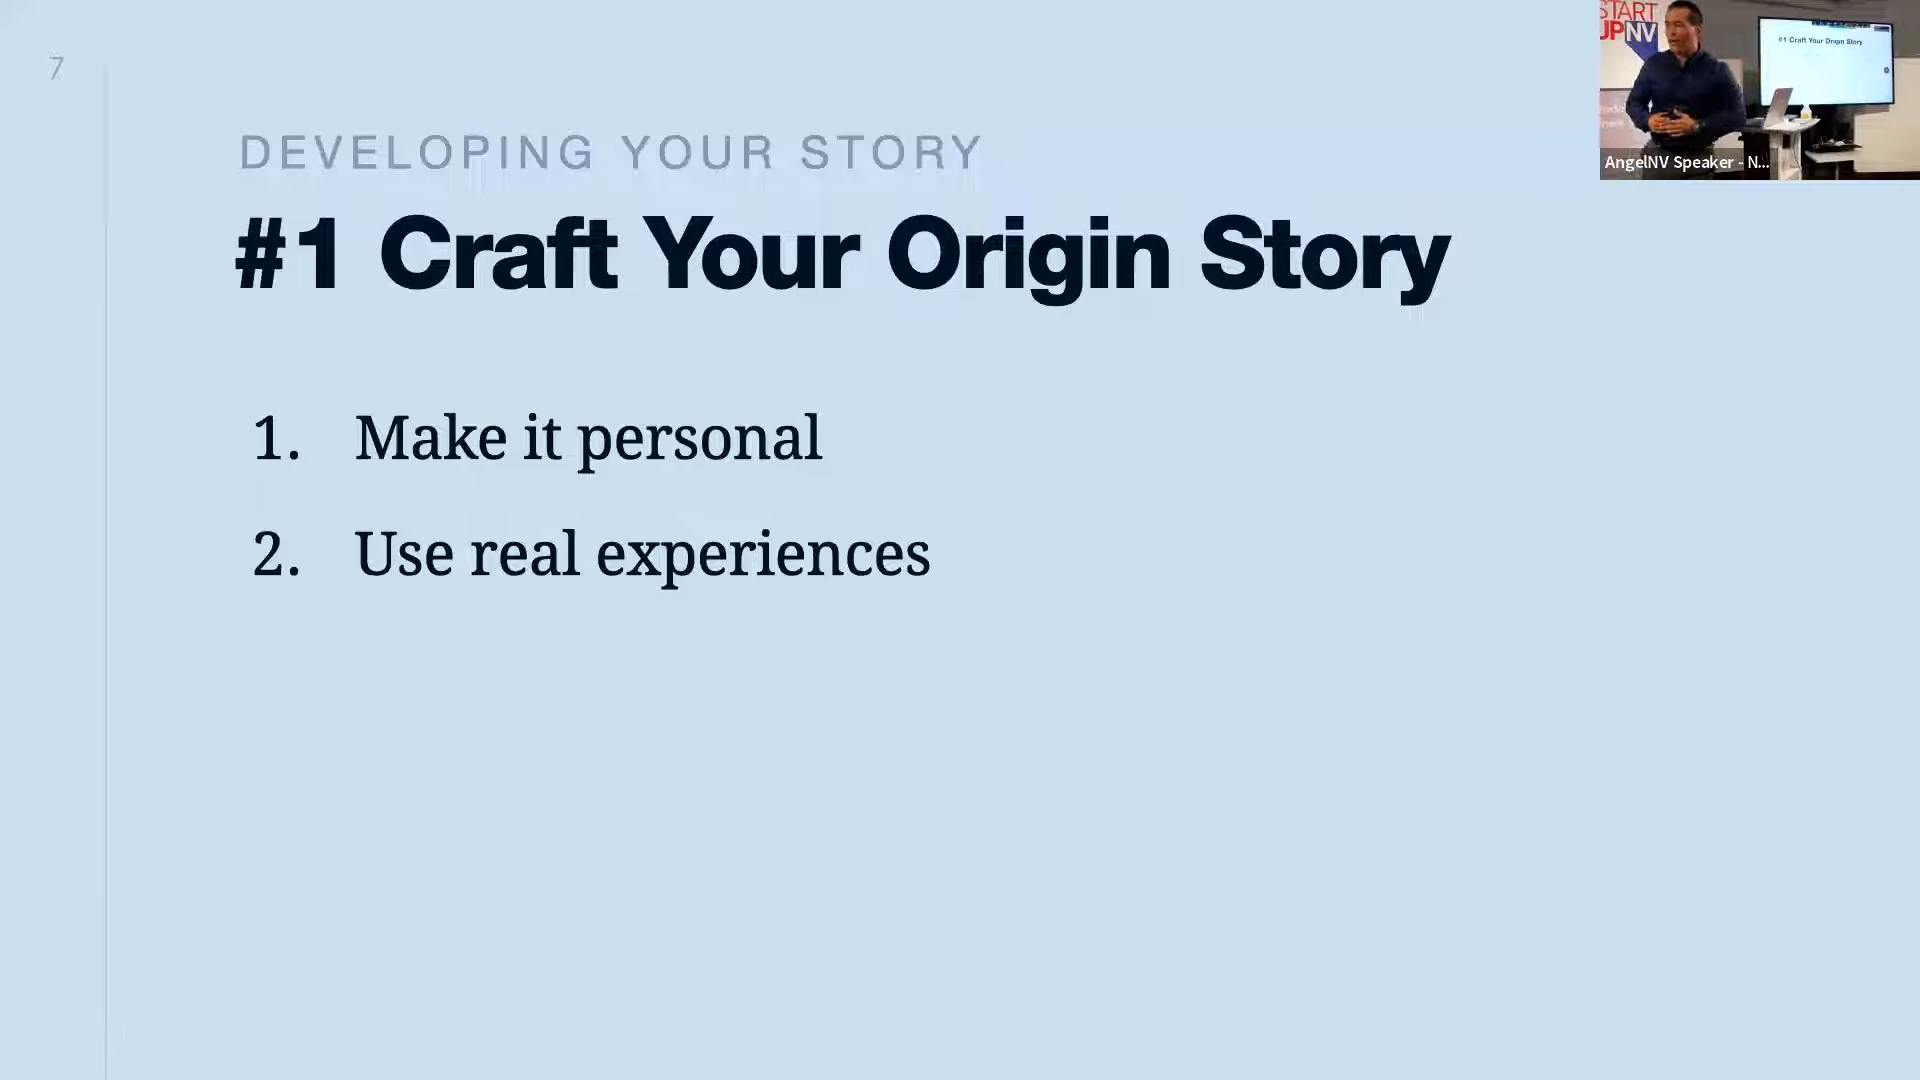 7
DEVELOPING YOUR STORY
#1 Craft Your Origin Story
1. Make it personal
2. Use real experiences
START
UPNV
#1 Craft Your Origin Story
AngelNV Speaker - N...